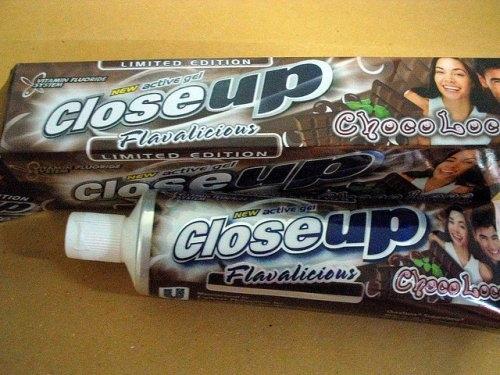 LIMITED EDITION
VITAMIN FLUORIDE
SYSTEM
NEW active gel
Closeup
Flavalicious
Choco Loc
LIMITED EDITION
NEW active gel
Closeup
NEW active gel
Closeup
Flavalicious
Choco Loc